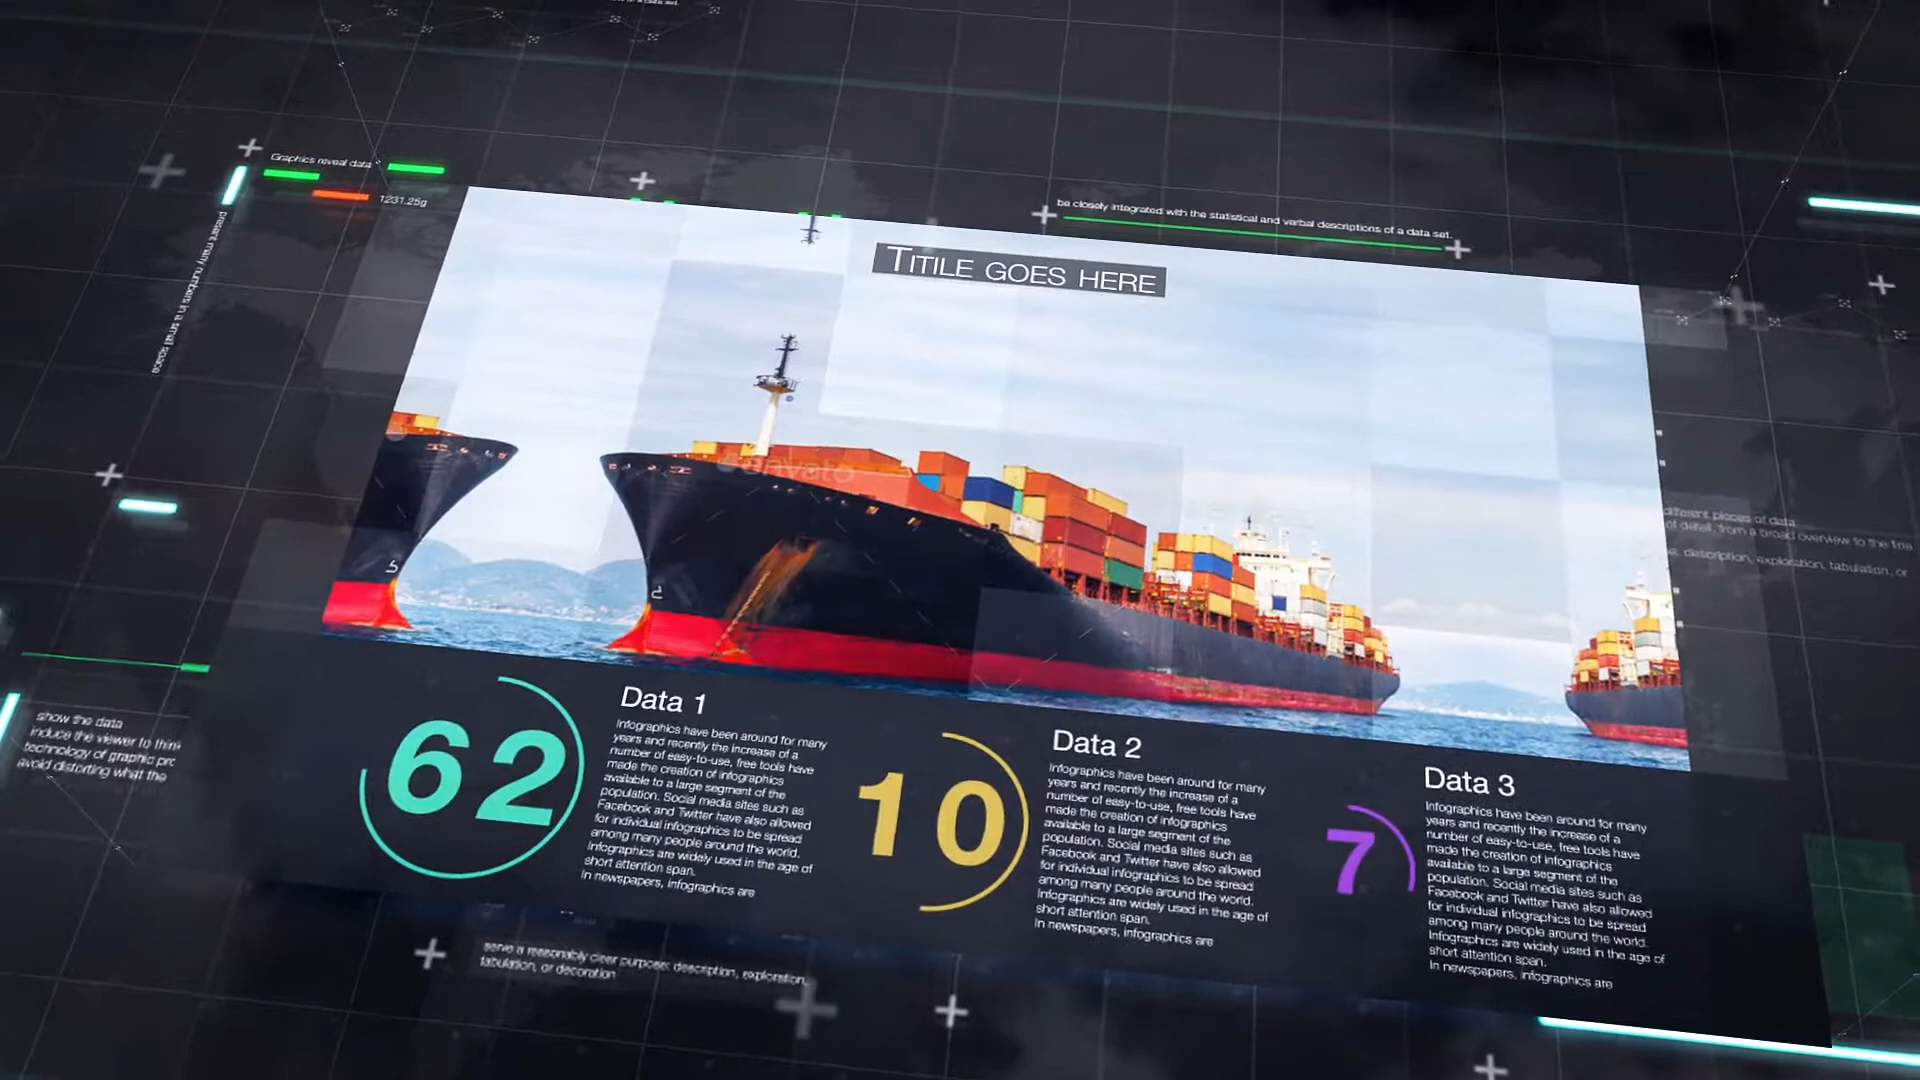 Graphics reveal data
1231.25g
present many numbers in a small space
be closely integrated with the statistical and verbal descriptions of a data set.
TITILE GOES HERE
envato
different places of data
of detail, from a broad overview to the fine
description, exploration, tabulation, or
5
2
show the data
induce the viewer to think
technology of graphic pro
avoid distorting what the
62
Data 1
Infographics have been around for many
years and recently the increase of a
number of easy-to-use, free tools have
made the creation of infographics
available to a large segment of the
population. Social media sites such as
Facebook and Twitter have also allowed
for individual infographics to be spread
among many people around the world.
Infographics are widely used in the age of
short attention span.
In newspapers, infographics are
10
Data 2
Infographics have been around for many
years and recently the increase of a
number of easy-to-use, free tools have
made the creation of infographics
available to a large segment of the
population. Social media sites such as
Facebook and Twitter have also allowed
for individual infographics to be spread
among many people around the world.
Infographics are widely used in the age of
short attention span.
In newspapers, infographics are
7
Data 3
Infographics have been around for many
years and recently the increase of a
number of easy-to-use, free tools have
made the creation of infographics
available to a large segment of the
population. Social media sites such as
Facebook and Twitter have also allowed
for individual infographics to be spread
among many people around the world.
Infographics are widely used in the age of
short attention span.
In newspapers, infographics are
serve a reasonably clear purpose: description, exploration,
tabulation, or decoration